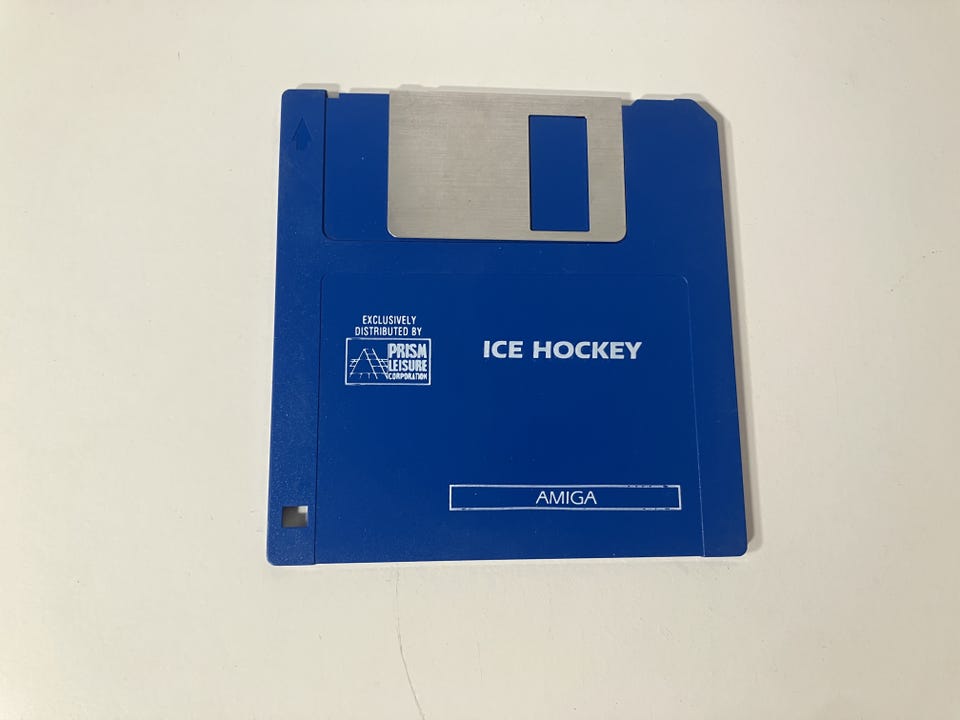 EXCLUSIVELY
DISTRIBUTED BY
PRISM
LEISURE
CORPORATION
ICE HOCKEY
AMIGA